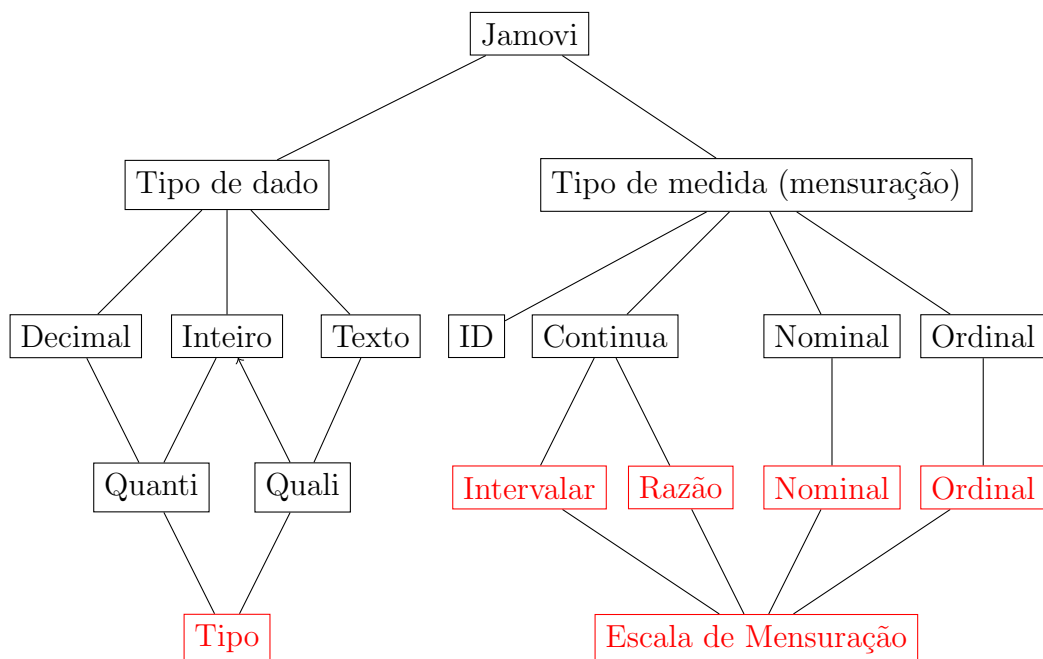 Jamovi
Tipo de dado
Tipo de medida (mensuração)
Decimal
Inteiro
Texto
ID
Continua
Nominal
Ordinal
Quanti
Quali
Intervalar
Razão
Nominal
Ordinal
Tipo
Escala de Mensuração